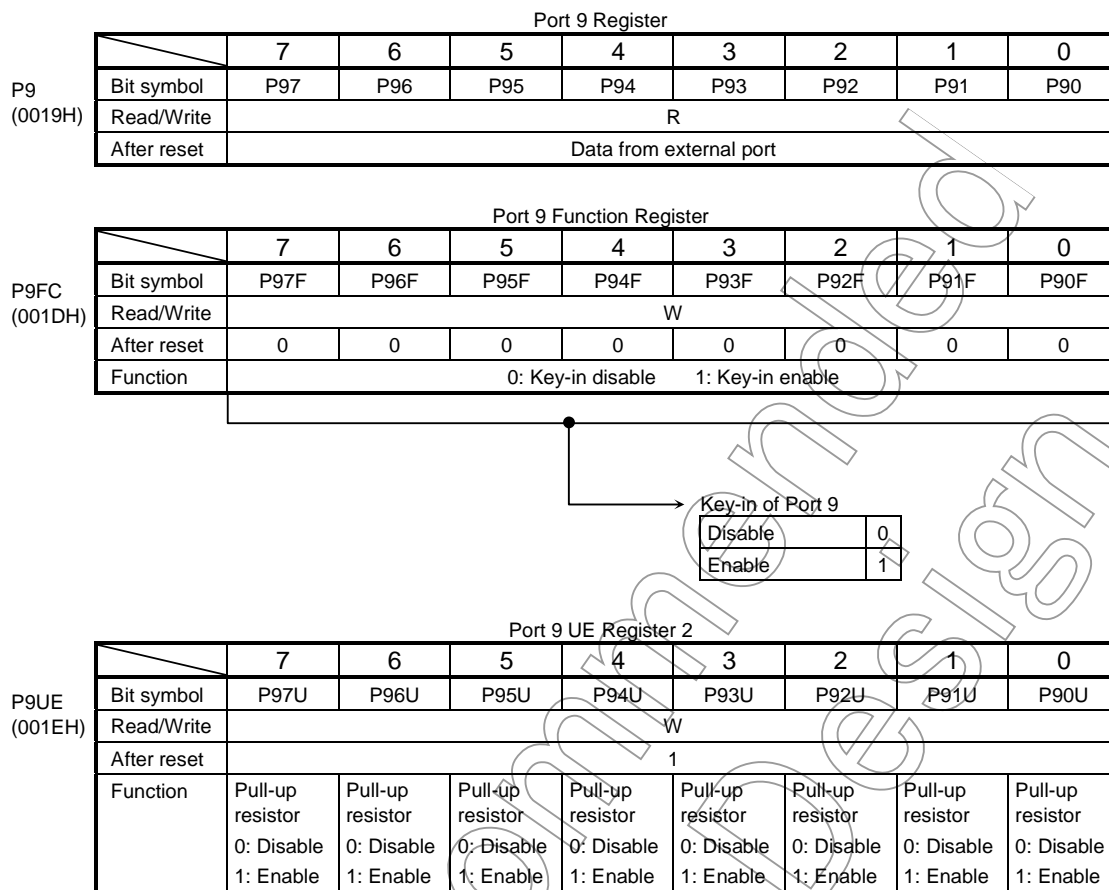 Port 9 Register
7 6 5 4 3 2 1 0
P9
(0019H)
Bit symbol P97 P96 P95 P94 P93 P92 P91 P90
Read/Write R
After reset Data from external port
Port 9 Function Register
7 6 5 4 3 2 1 0
P9FC
(001DH)
Bit symbol P97F P96F P95F P94F P93F P92F P91F P90F
Read/Write W
After reset 0 0 0 0 0 0 0 0
Function 0: Key-in disable 1: Key-in enable
Key-in of Port 9
Disable 0
Enable 1
Port 9 UE Register 2
7 6 5 4 3 2 1 0
P9UE
(001EH)
Bit symbol P97U P96U P95U P94U P93U P92U P91U P90U
Read/Write W
After reset 1
Function Pull-up Pull-up Pull-up Pull-up Pull-up Pull-up Pull-up Pull-up
resistor resistor resistor resistor resistor resistor resistor resistor
0: Disable 0: Disable 0: Disable 0: Disable 0: Disable 0: Disable 0: Disable 0: Disable
1: Enable 1: Enable 1: Enable 1: Enable 1: Enable 1: Enable 1: Enable 1: Enable
ommended
Design